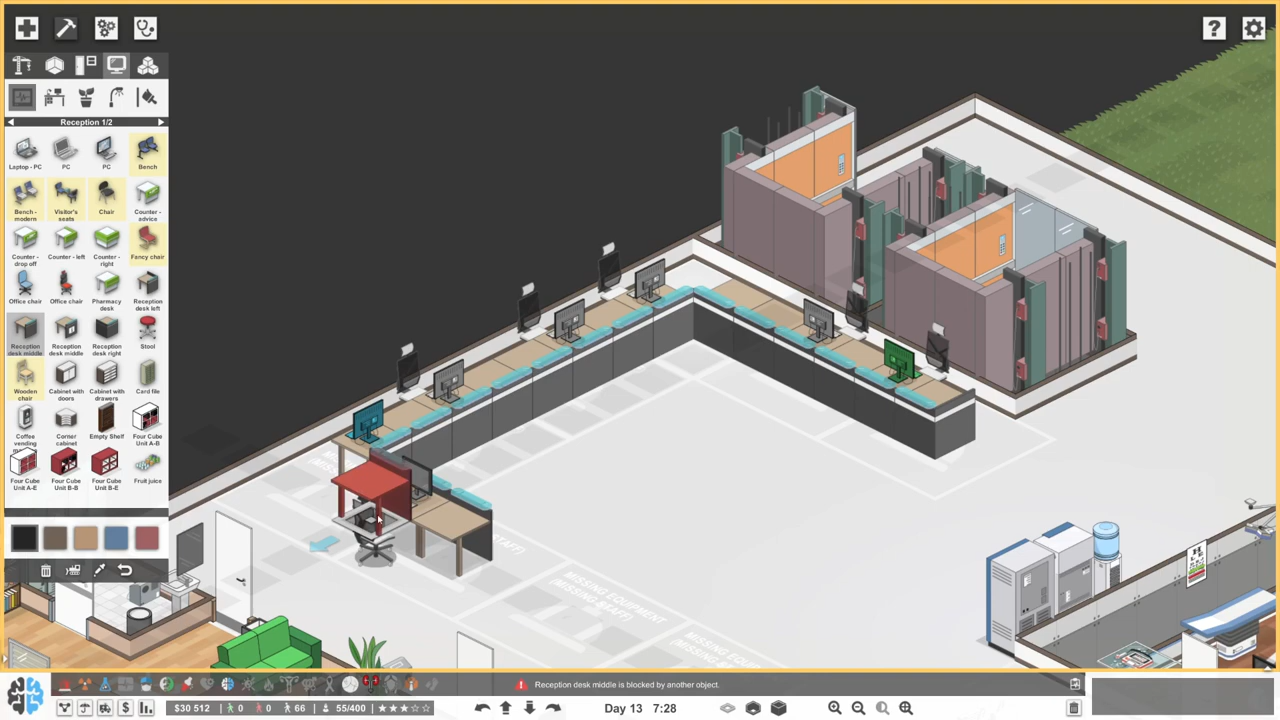 ?
Reception 1/2
Laptop - PC
PC
PC
Bench
Bench -
modern
Visitor's
seats
Chair
Counter -
advice
Counter -
drop off
Counter - left
Counter -
right
Fancy chair
Office chair
Office chair
Pharmacy
desk
Reception
desk left
Reception
desk middle
Reception
desk middle
Reception
desk right
Stool
Wooden
chair
Cabinet with
doors
Cabinet with
drawers
Card file
Coffee
vending
Corner
cabinet
Empty Shelf
Four Cube
Unit A-B
Four Cube
Unit A-E
Four Cube
Unit B-B
Four Cube
Unit B-E
Fruit juice
STAFF)
MISSING EQUIPMENT
(MISSING STAFF)
Reception desk middle is blocked by another object.
$30 512
0
0
66
55/400
Day 13 7:28